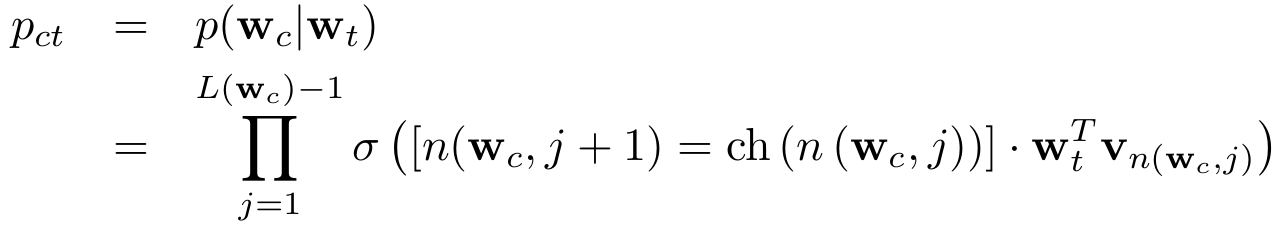 p_{ct} = p(\mathbf{w}_c|\mathbf{w}_t)
= \prod_{j=1}^{L(\mathbf{w}_c)-1} \sigma\left([n(\mathbf{w}_c, j+1) = \mathrm{ch}\left(n\left(\mathbf{w}_c, j\right)\right)] \cdot \mathbf{w}_t^T \mathbf{v}_{n(\mathbf{w}_c, j)}\right)